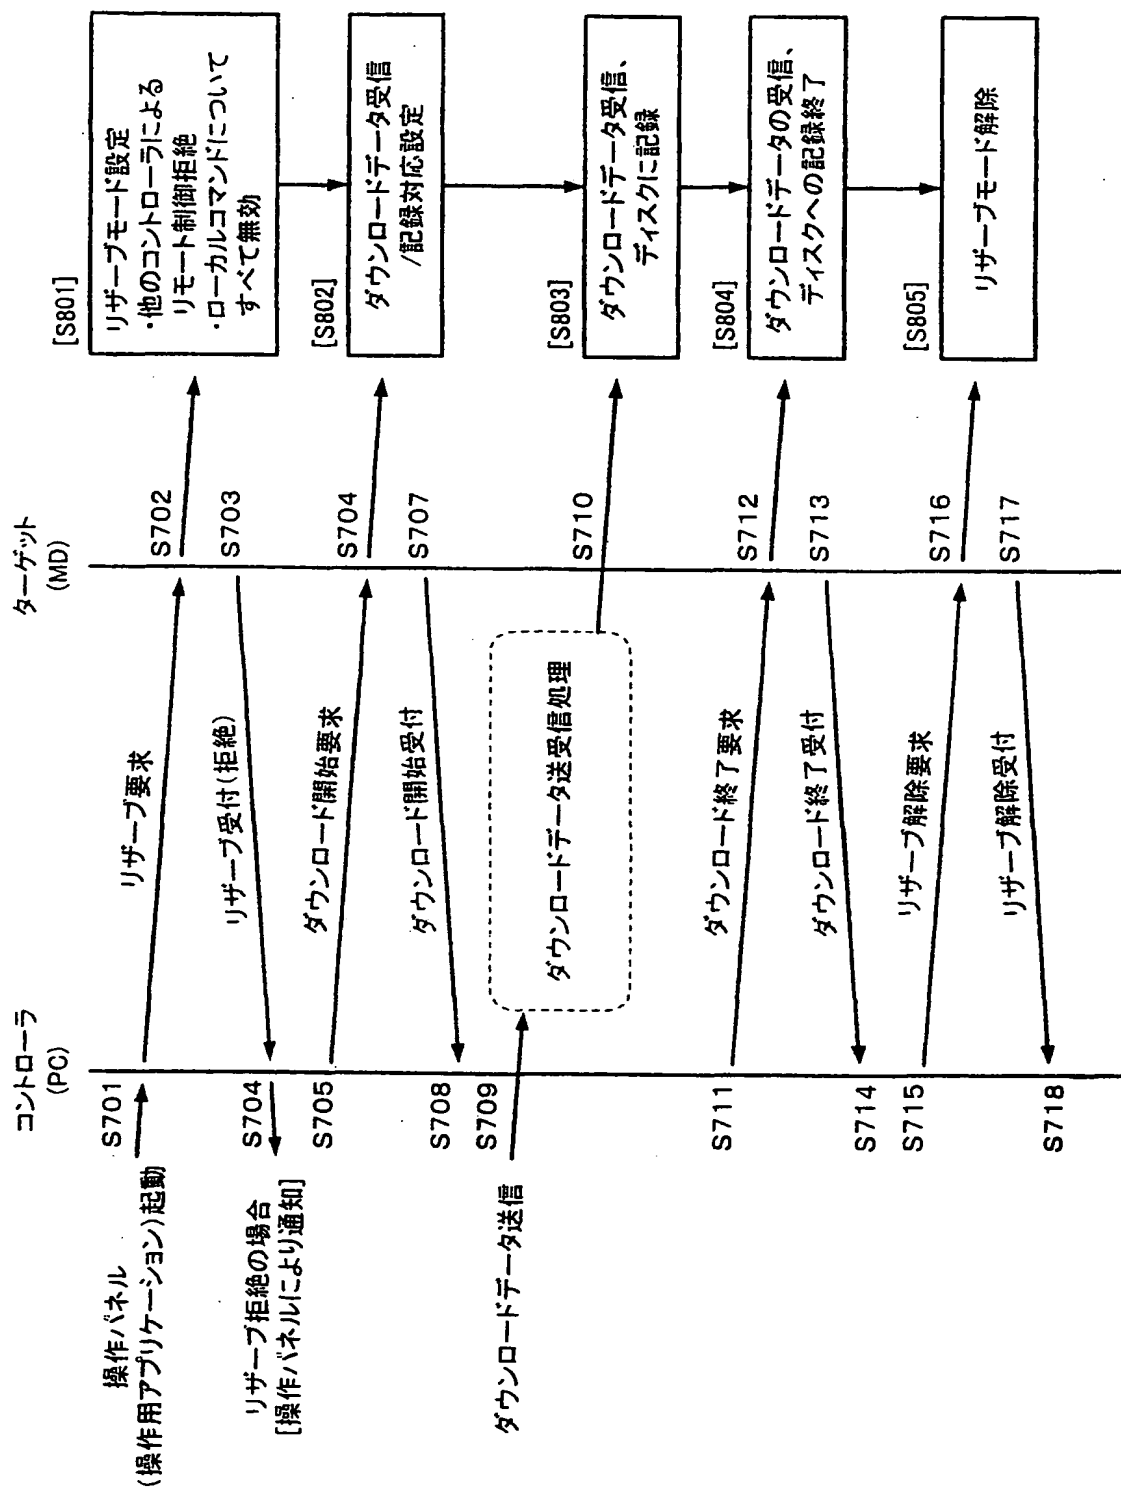 コントローラ
(PC)
ターゲット
(MD)
操作パネル
(操作用アプリケーション)起動
S701
リザーブ要求
S702
[S801]
リザーブモード設定
・他のコントローラによる
リモート制御拒絶
・ローカルコマンドについて
すべて無効
S703
リザーブ受付(拒絶)
S704
リザーブ拒絶の場合
[操作パネルにより通知]
S705
ダウンロード開始要求
S704
[S802]
ダウンロードデータ受信
/記録対応設定
S707
ダウンロード開始受付
S708
S709
ダウンロードデータ送信
ダウンロードデータ送受信処理
S710
[S803]
ダウンロードデータ受信、
ディスクに記録
S711
ダウンロード終了要求
S712
[S804]
ダウンロードデータの受信、
ディスクへの記録終了
S713
ダウンロード終了受付
S714
S715
リザーブ解除要求
S716
[S805]
リザーブモード解除
S717
リザーブ解除受付
S718